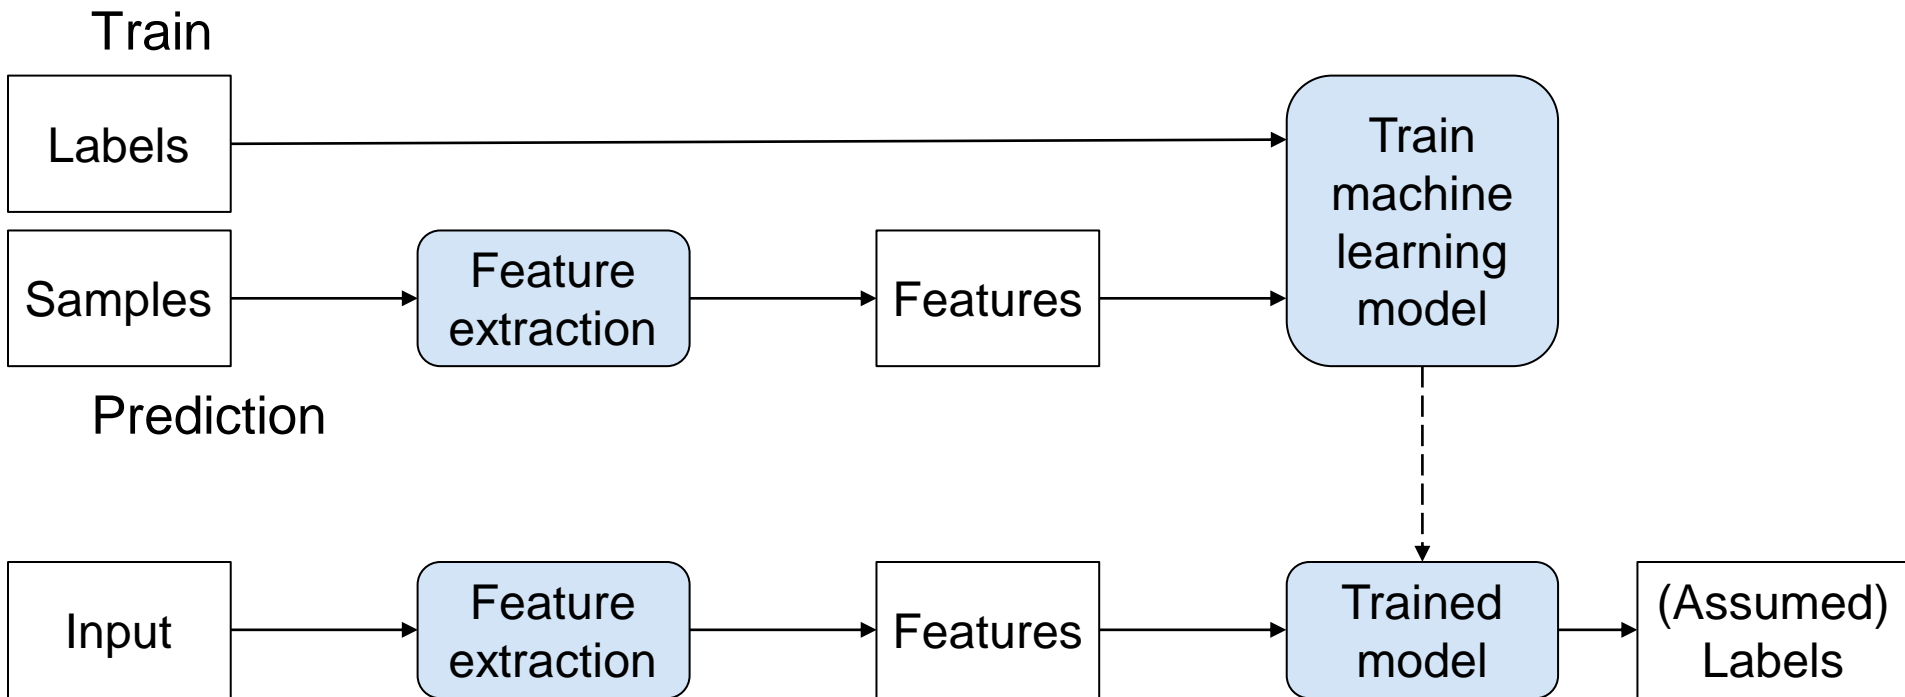 Train
Labels
Train
machine
learning
model
Samples
Feature
extraction
Features
Prediction
Input
Feature
extraction
Features
Trained
model
(Assumed)
Labels